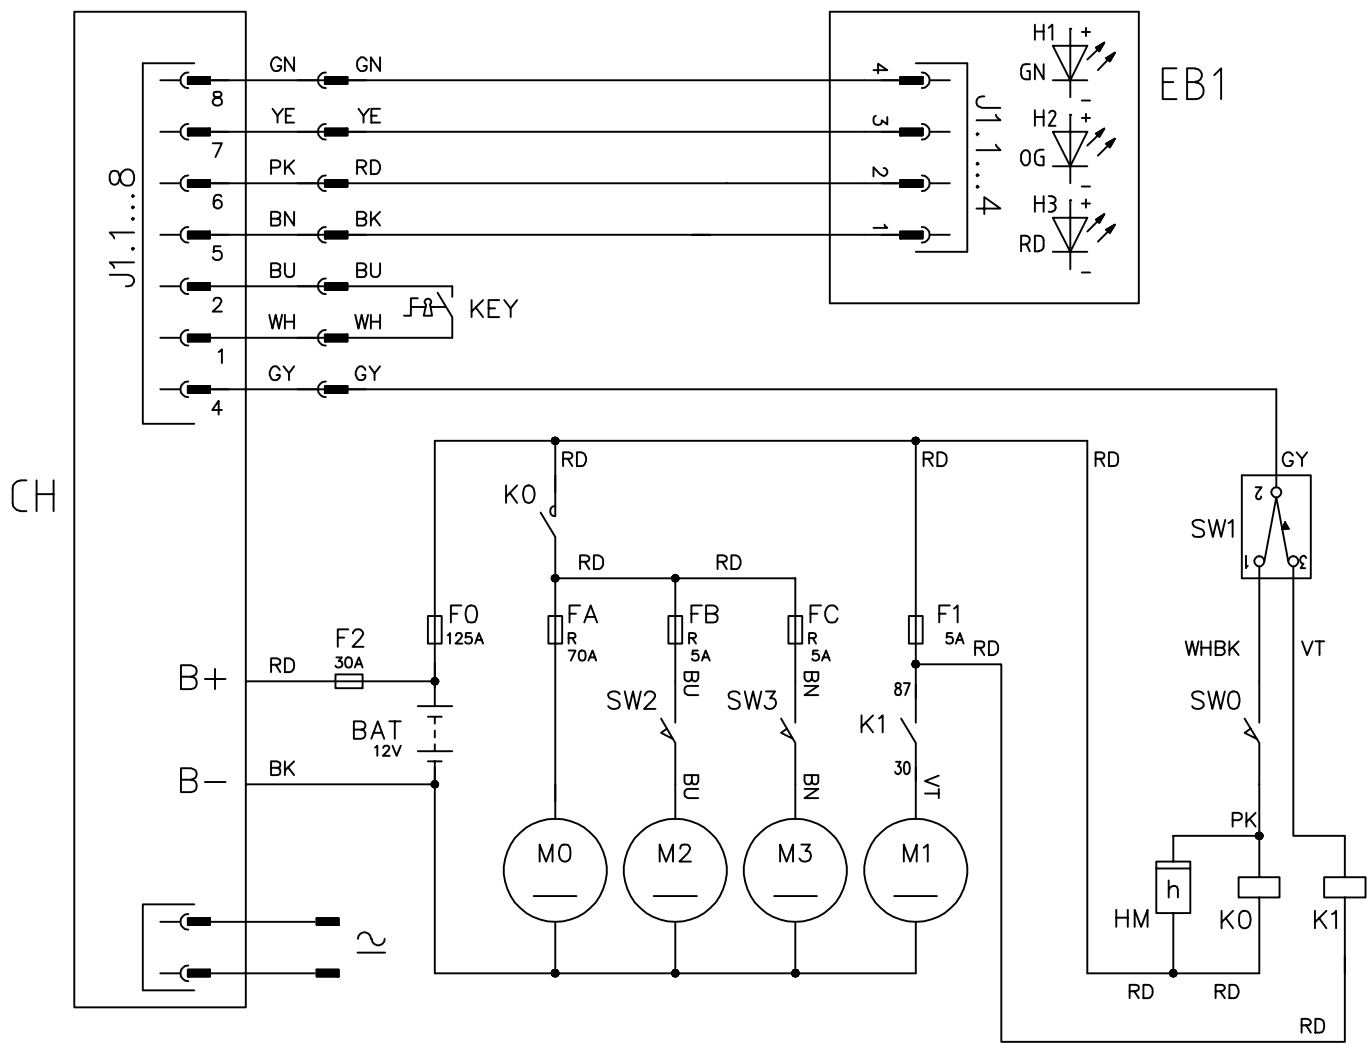 GN GN
8
YE YE
7
PK RD
6
BN BK
5
BU BU
2
WH WH
1
GY GY
4
J1.1...8
KEY
4
3
2
1
J1.1...4
H1 +
GN
-
H2 +
OG
-
H3 +
RD
-
EB1
CH
RD
RD
RD
GY
K0
2
SW1
1 3
RD RD
F0
125A
FA
R
70A
FB
R
5A
FC
R
5A
F1
5A
RD
F2
30A
B+
RD
WHBK
VT
BU
BN
87
SW2
SW3
K1
SW0
BAT
12V
30
B-
BK
BU
BN
VT
PK
M0
M2
M3
M1
h
HM
K0
K1
RD RD
RD